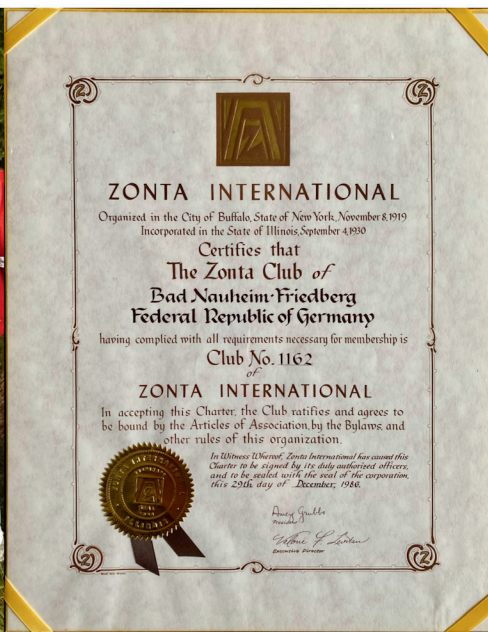 ZONTA INTERNATIONAL
Organized in the City of Buffalo, State of New York, November 8, 1919
Incorporated in the State of Illinois, September 4, 1930
Certifies that
The Zonta Club of
Bad Nauheim-Friedberg
Federal Republic of Germany
having complied with all requirements necessary for membership is
Club No. 1162
of
ZONTA INTERNATIONAL
In accepting this Charter, the Club ratifies and agrees to
be bound by the Articles of Association, by the Bylaws, and
other rules of this organization.
In Witness Whereof, Zonta International has caused this
Charter to be signed by its duly authorized officers,
and to be sealed with the seal of the corporation,
this 29th day of December, 1986.
Grubbs
President
Executive Director
ZONTA INTERNATIONAL
ILLINOIS